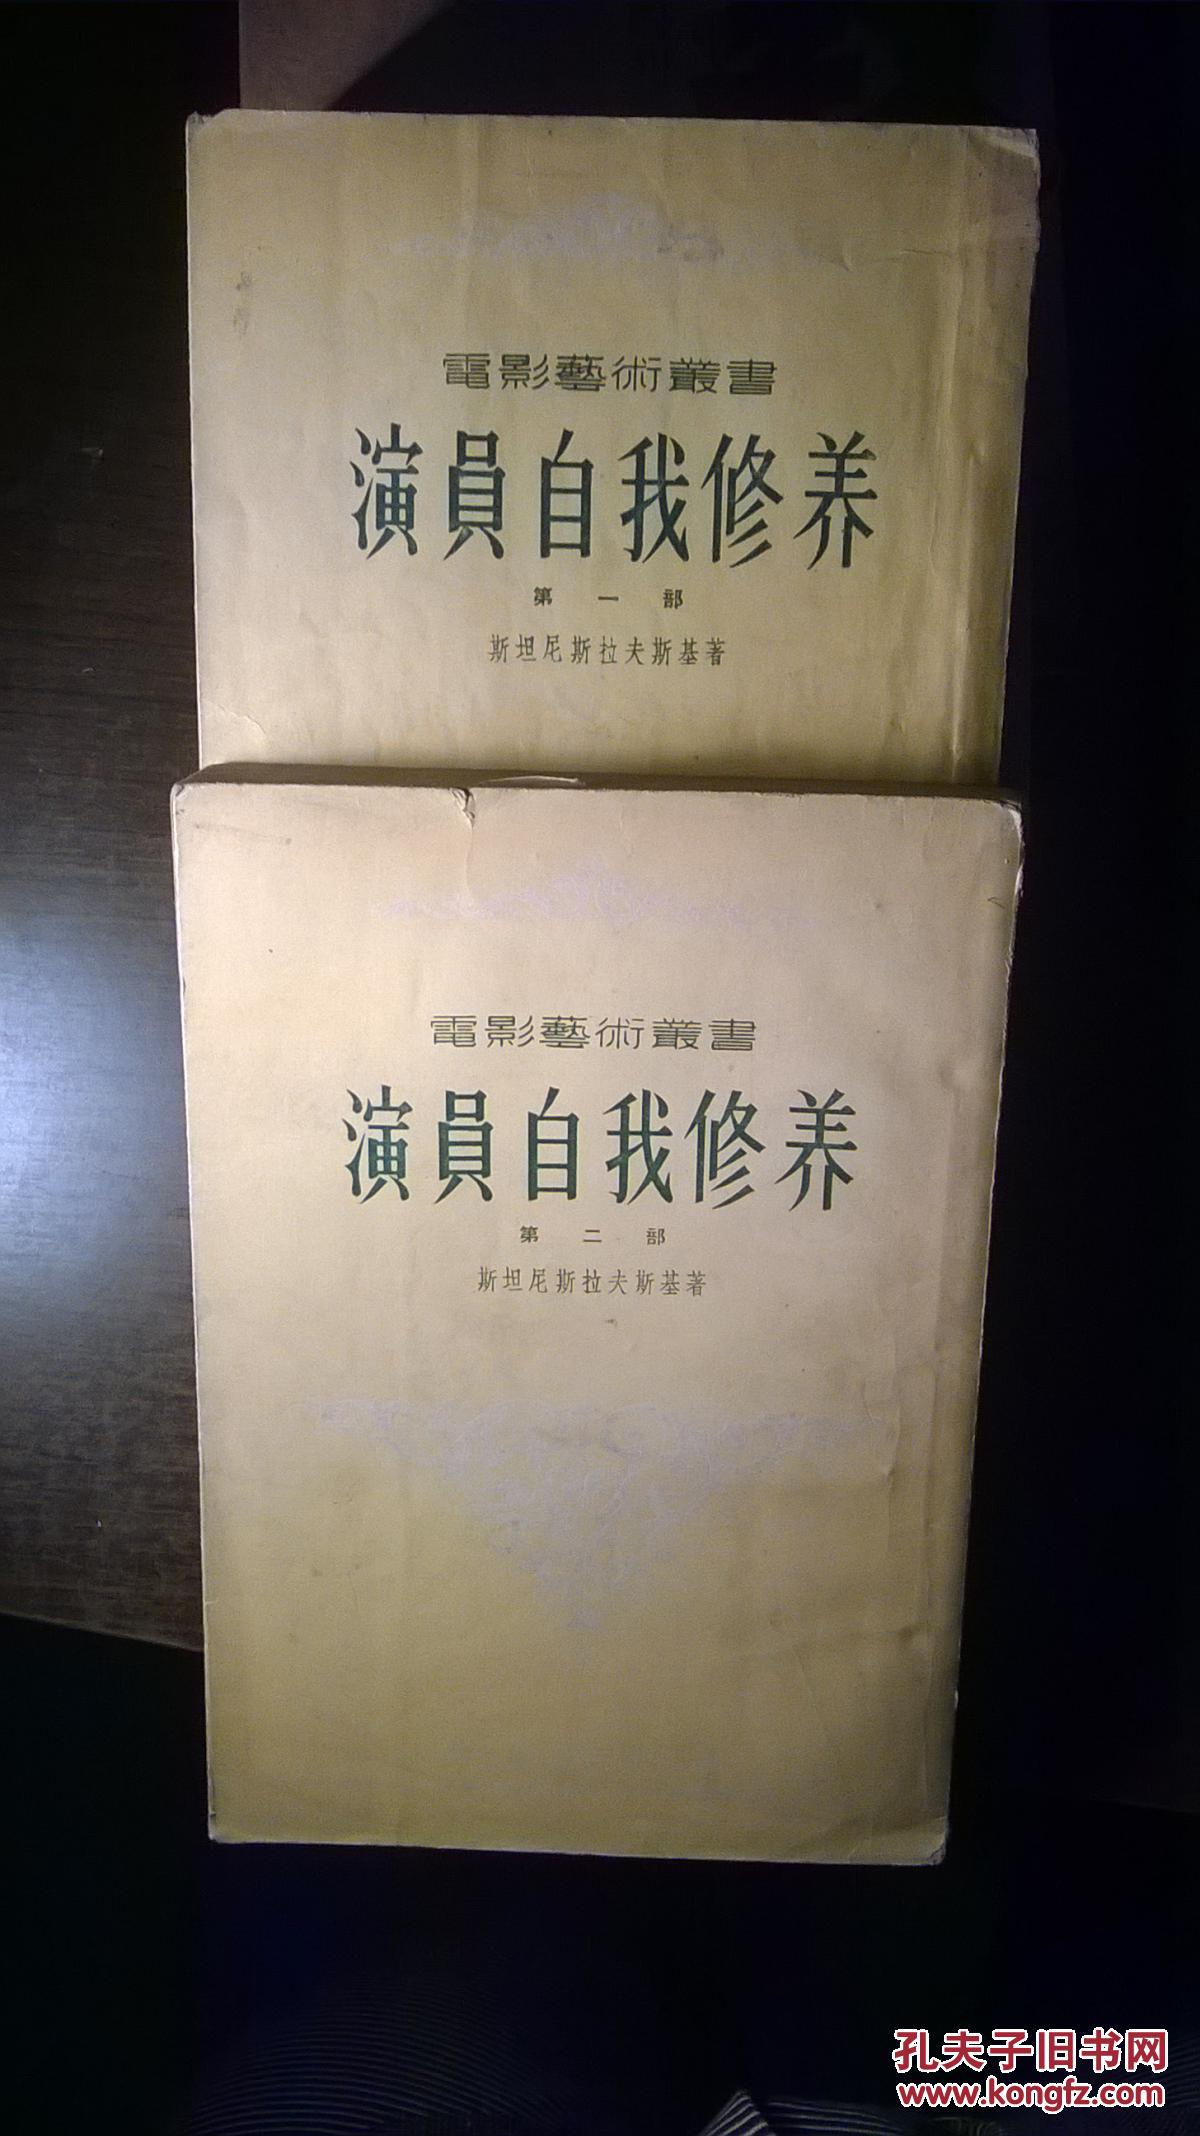 電影藝術叢書
演員自我修养
第一部
斯坦尼斯拉夫斯基著
電影藝術叢書
演員自我修养
第二部
斯坦尼斯拉夫斯基著
孔夫子旧书网
www.kongfz.com